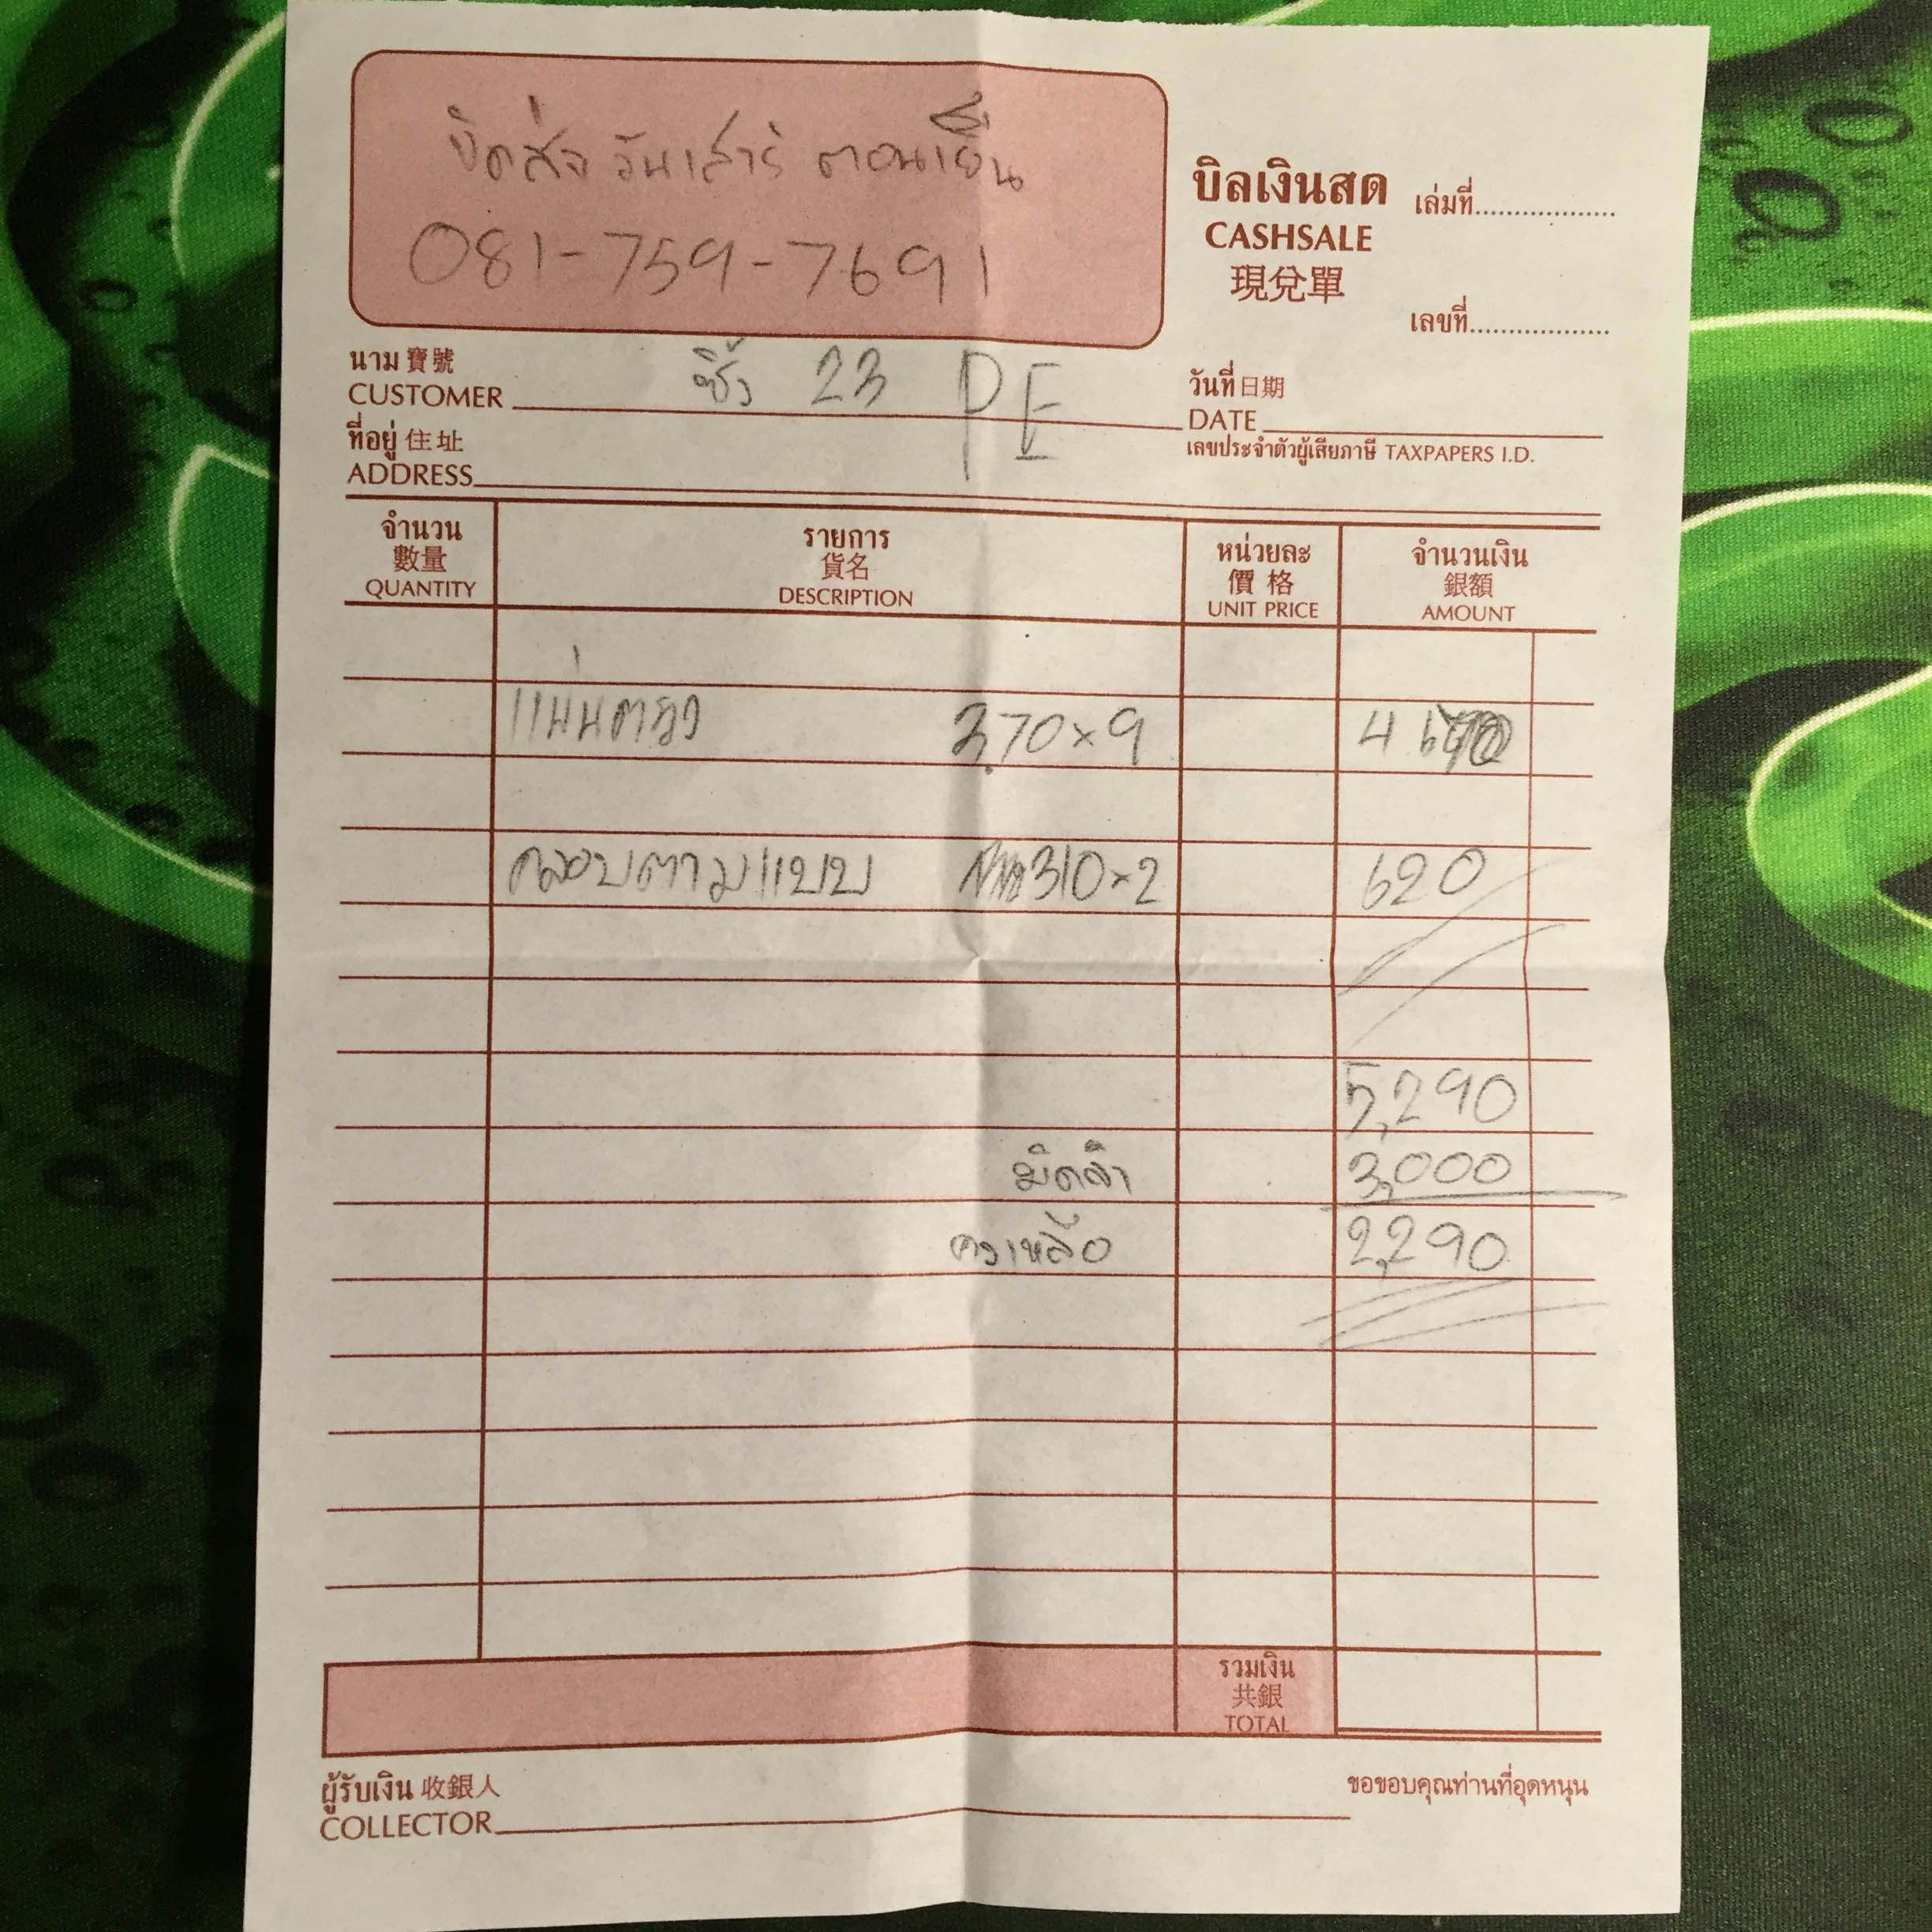 จัดส่ง วันเสาร์ ตอนเย็น
081-759-7691
บิลเงินสด
CASHSALE
現兌單
เล่มที่
เลขที่
นาม 寶號
CUSTOMER 23 PE
วันที่ 日期
DATE
ที่อยู่ 住址
ADDRESS
เลขประจำตัวผู้เสียภาษี TAXPAPERS I.D.
จำนวน
數量
QUANTITY
รายการ
貨名
DESCRIPTION
หน่วยละ
價格
UNIT PRICE
จำนวนเงิน
銀額
AMOUNT
แผ่นตรง 3.70×9
ครอบตามแบบ 310×2 620
5,290
มัดจำ 3,000
คงเหลือ 2,290
รวมเงิน
共銀
TOTAL
ผู้รับเงิน 收銀人
COLLECTOR
ขอขอบคุณท่านที่อุดหนุน